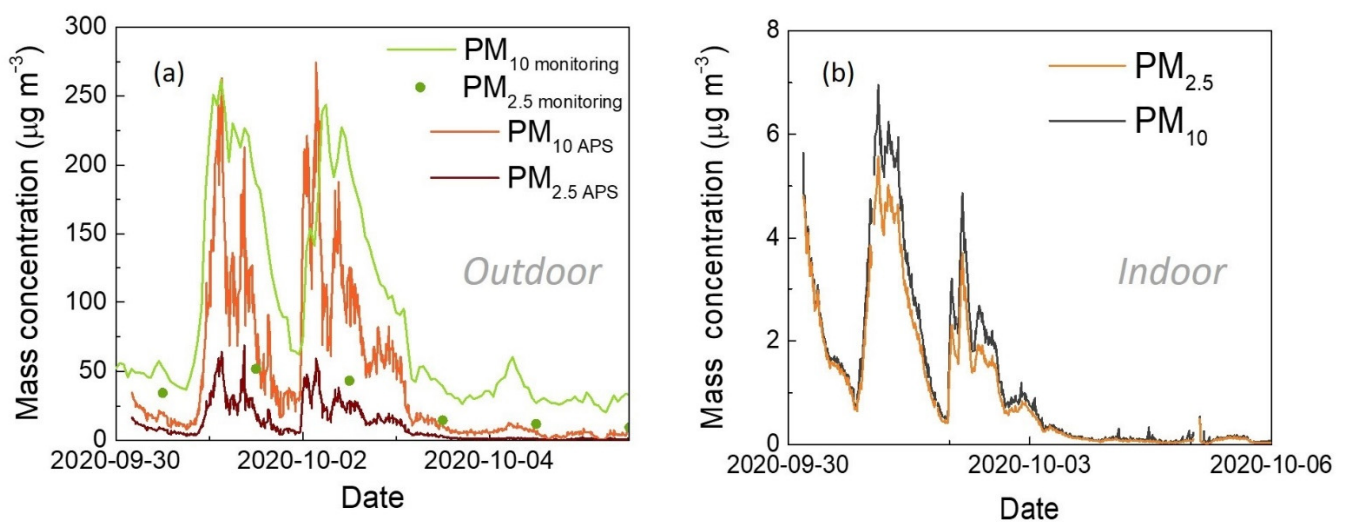 (a)
PM10 monitoring
PM2.5 monitoring
PM10 APS
PM2.5 APS
Outdoor
Mass concentration (μg m⁻³)
300
250
200
150
100
50
0
2020-09-30
2020-10-02
2020-10-04
Date
(b)
PM2.5
PM10
Indoor
Mass concentration (μg m⁻³)
8
6
4
2
0
2020-09-30
2020-10-03
2020-10-06
Date